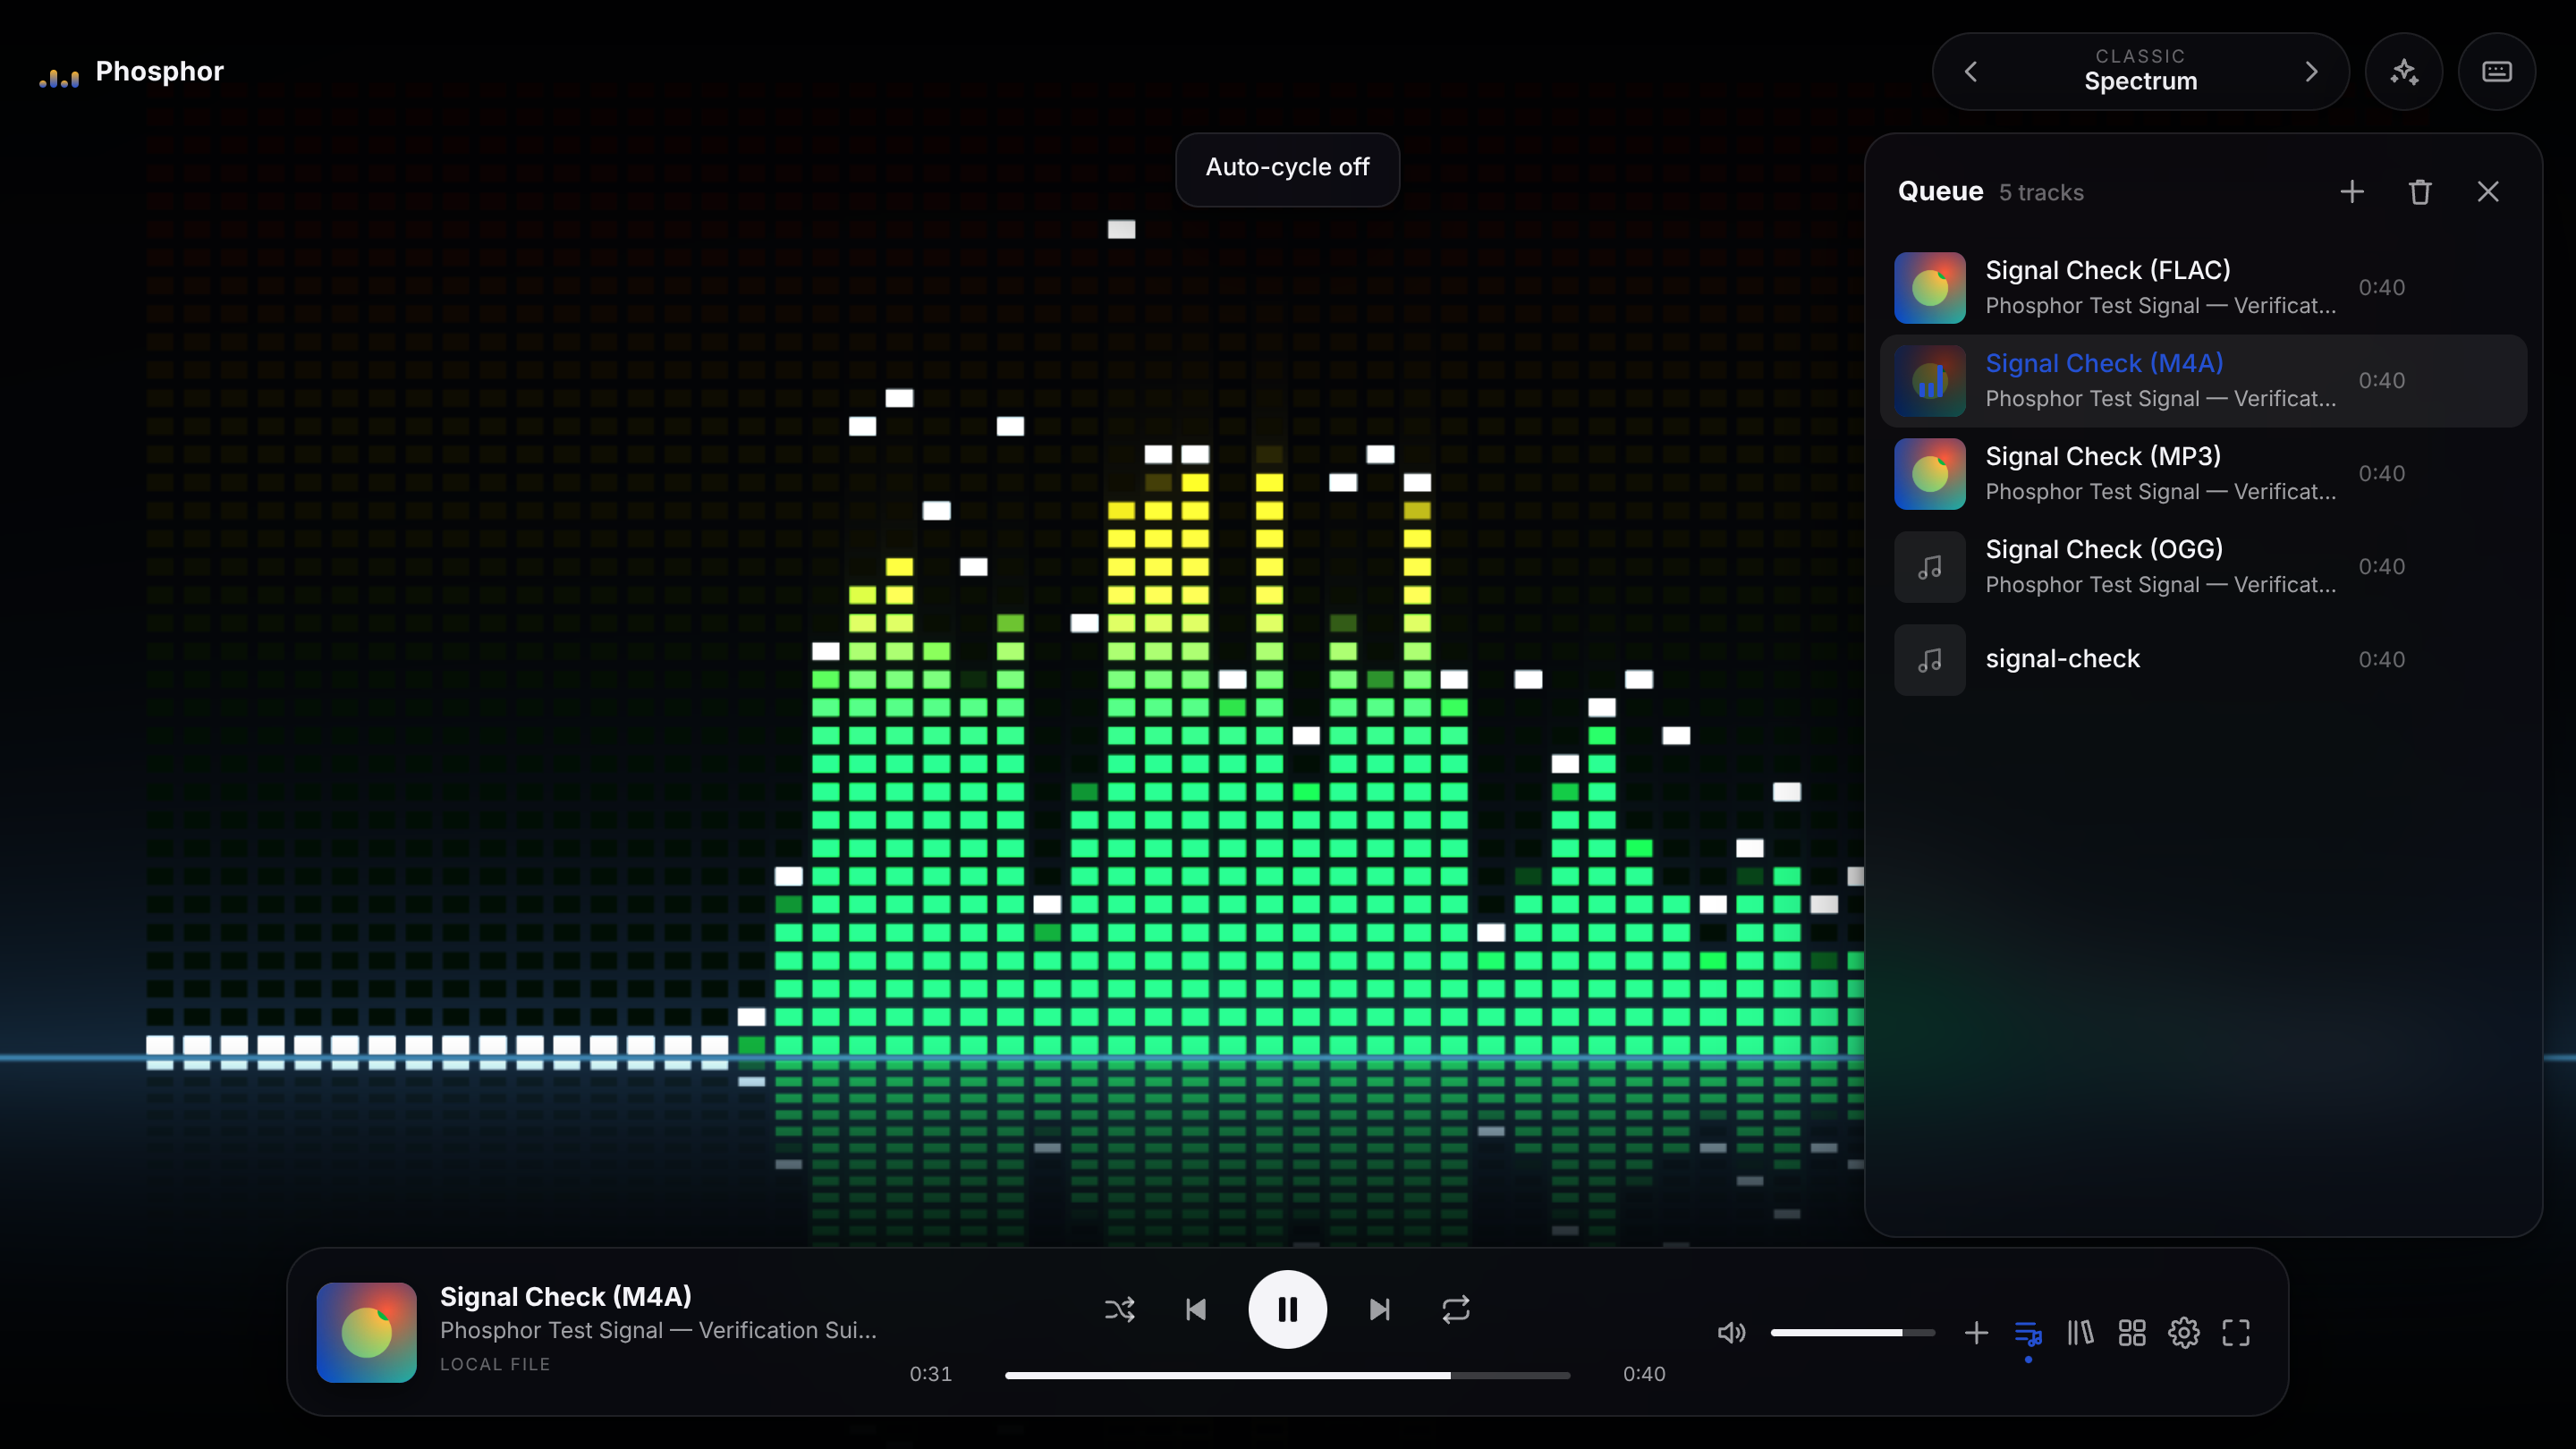 Phosphor
CLASSIC
Spectrum
Auto-cycle off
Queue 5 tracks
Signal Check (FLAC)
Phosphor Test Signal — Verificat...
0:40
Signal Check (M4A)
Phosphor Test Signal — Verificat...
0:40
Signal Check (MP3)
Phosphor Test Signal — Verificat...
0:40
Signal Check (OGG)
Phosphor Test Signal — Verificat...
0:40
signal-check
0:40
Signal Check (M4A)
Phosphor Test Signal — Verification Sui...
LOCAL FILE
0:31
0:40